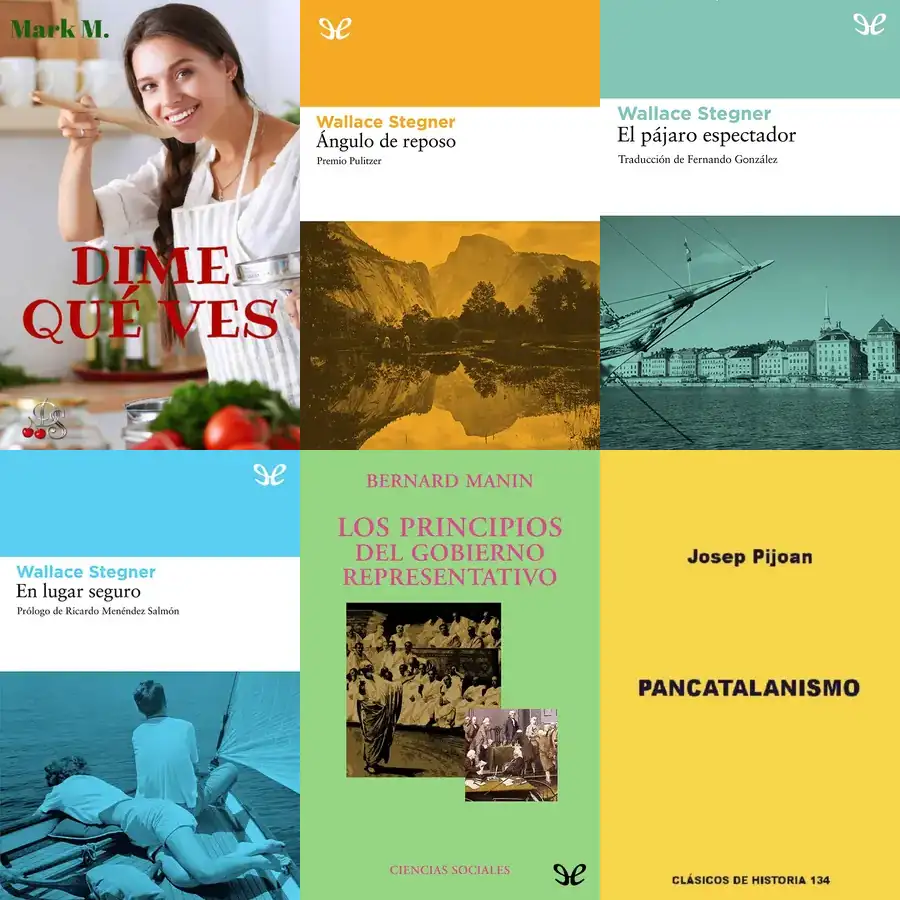 Mark M.
DIME
QUÉ VES
Wallace Stegner
Ángulo de reposo
Premio Pulitzer
Wallace Stegner
El pájaro espectador
Traducción de Fernando González
Wallace Stegner
En lugar seguro
Prólogo de Ricardo Menéndez Salmón
BERNARD MANIN
LOS PRINCIPIOS
DEL GOBIERNO
REPRESENTATIVO
CIENCIAS SOCIALES
Josep Pijoan
PANCATALANISMO
CLÁSICOS DE HISTORIA 134